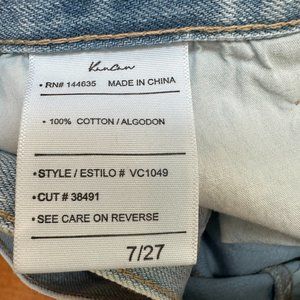 KanCan
• RN# 144635 MADE IN CHINA
• 100% COTTON / ALGODON
• STYLE / ESTILO # VC1049
• CUT # 38491
• SEE CARE ON REVERSE
7/27